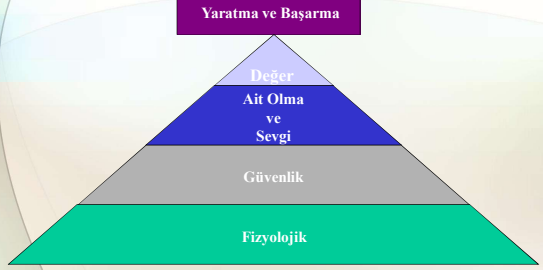 Yaratma ve Başarma
Değer
Ait Olma
ve
Sevgi
Güvenlik
Fizyolojik